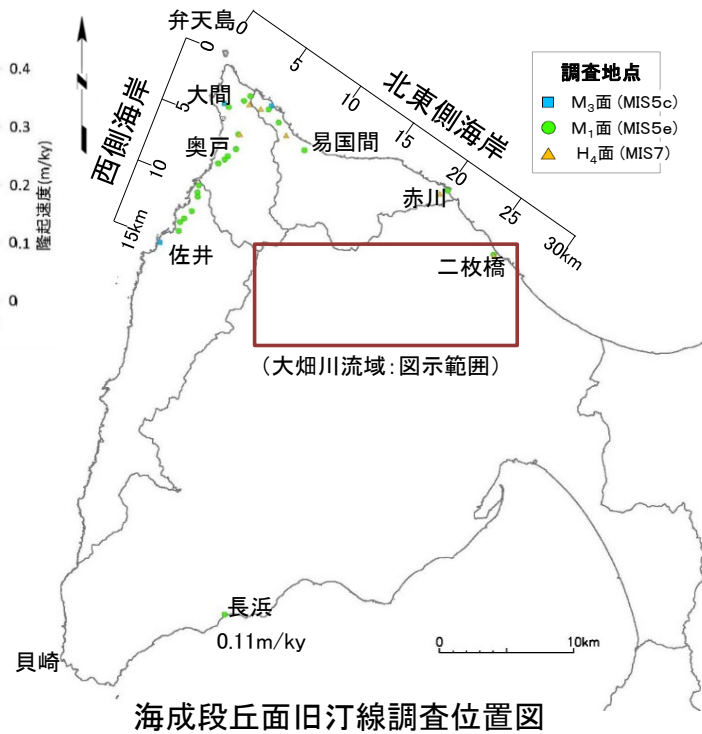 弁天島
0
5
10
15
20
25
30km
北東側海岸
0
5
10
15km
西側海岸
0.4
0.3
0.2
0.1
0
隆起速度(m/ky)
調査地点
M₃面 (MIS5c)
M₁面 (MIS5e)
H₄面 (MIS7)
大間
奥戸
易国間
赤川
佐井
二枚橋
(大畑川流域:図示範囲)
長浜
0.11m/ky
0
10km
貝崎
海成段丘面旧汀線調査位置図